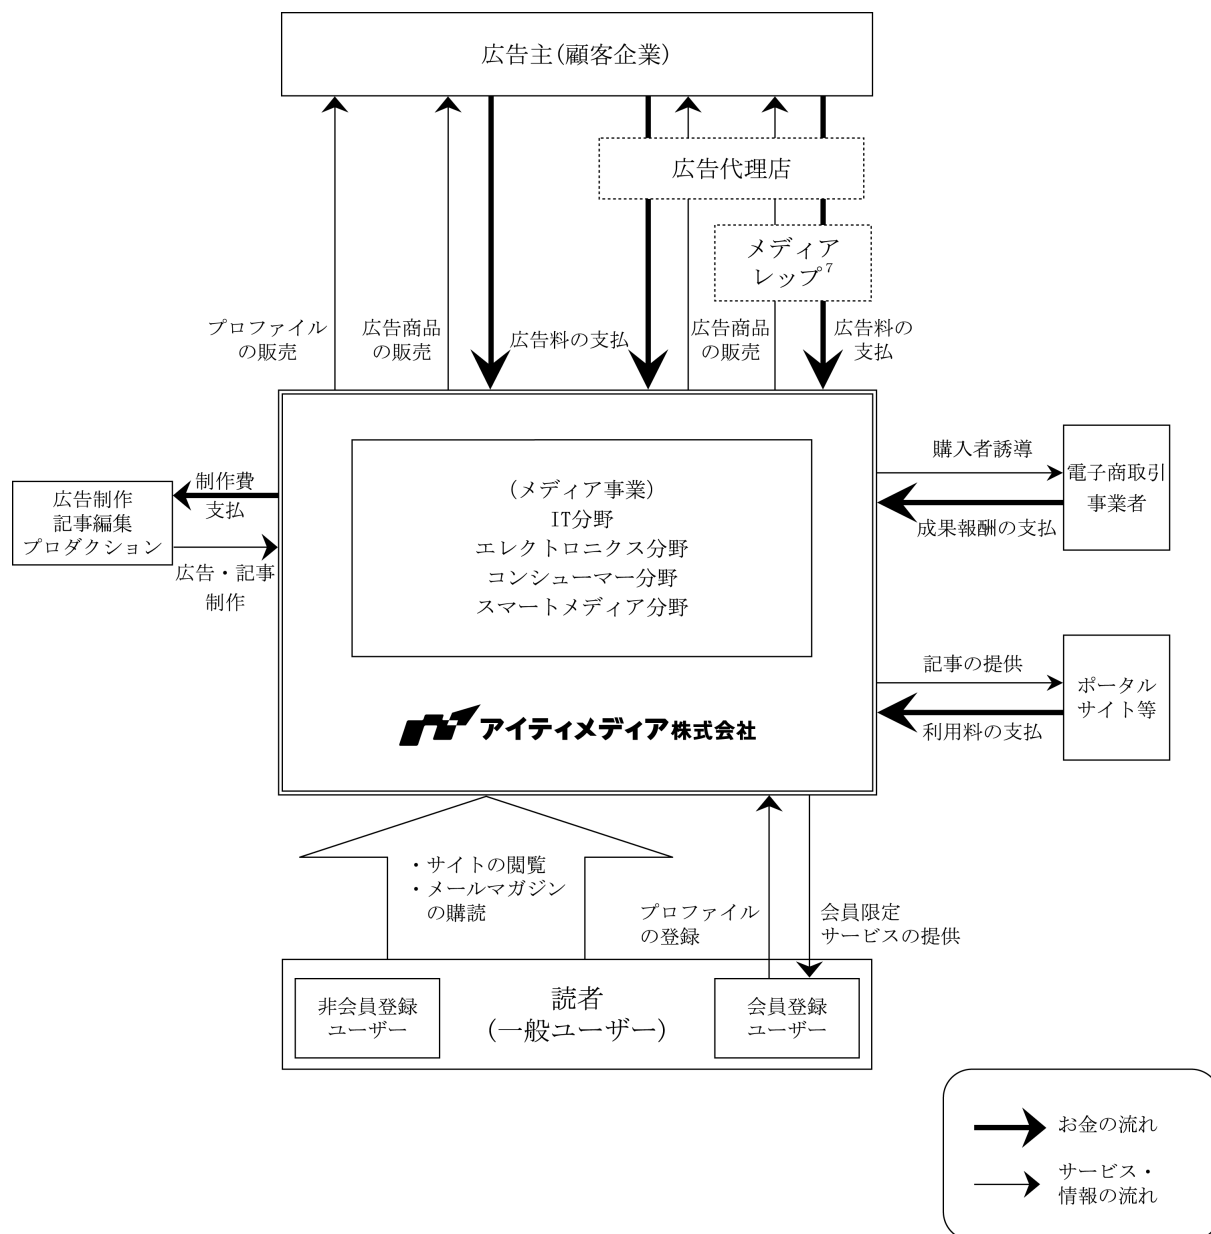 広告主(顧客企業)
広告代理店
メディア
レップ7
プロファイル
の販売
広告商品
の販売
広告料の支払
広告商品
の販売
広告料の
支払
(メディア事業)
IT分野
エレクトロニクス分野
コンシューマー分野
スマートメディア分野
アイティメディア株式会社
制作費
支払
広告制作
記事編集
プロダクション
広告・記事
制作
購入者誘導
電子商取引
事業者
成果報酬の支払
記事の提供
ポータル
サイト等
利用料の支払
・サイトの閲覧
・メールマガジン
の購読
プロファイル
の登録
会員限定
サービスの提供
非会員登録
ユーザー
読者
(一般ユーザー)
会員登録
ユーザー
お金の流れ
サービス・
情報の流れ